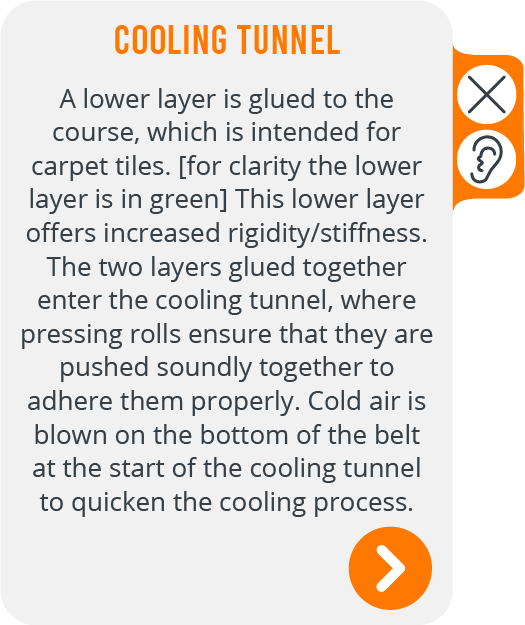 COOLING TUNNEL
A lower layer is glued to the
course, which is intended for
carpet tiles. [for clarity the lower
layer is in green] This lower layer
offers increased rigidity/stiffness.
The two layers glued together
enter the cooling tunnel, where
pressing rolls ensure that they are
pushed soundly together to
adhere them properly. Cold air is
blown on the bottom of the belt
at the start of the cooling tunnel
to quicken the cooling process.